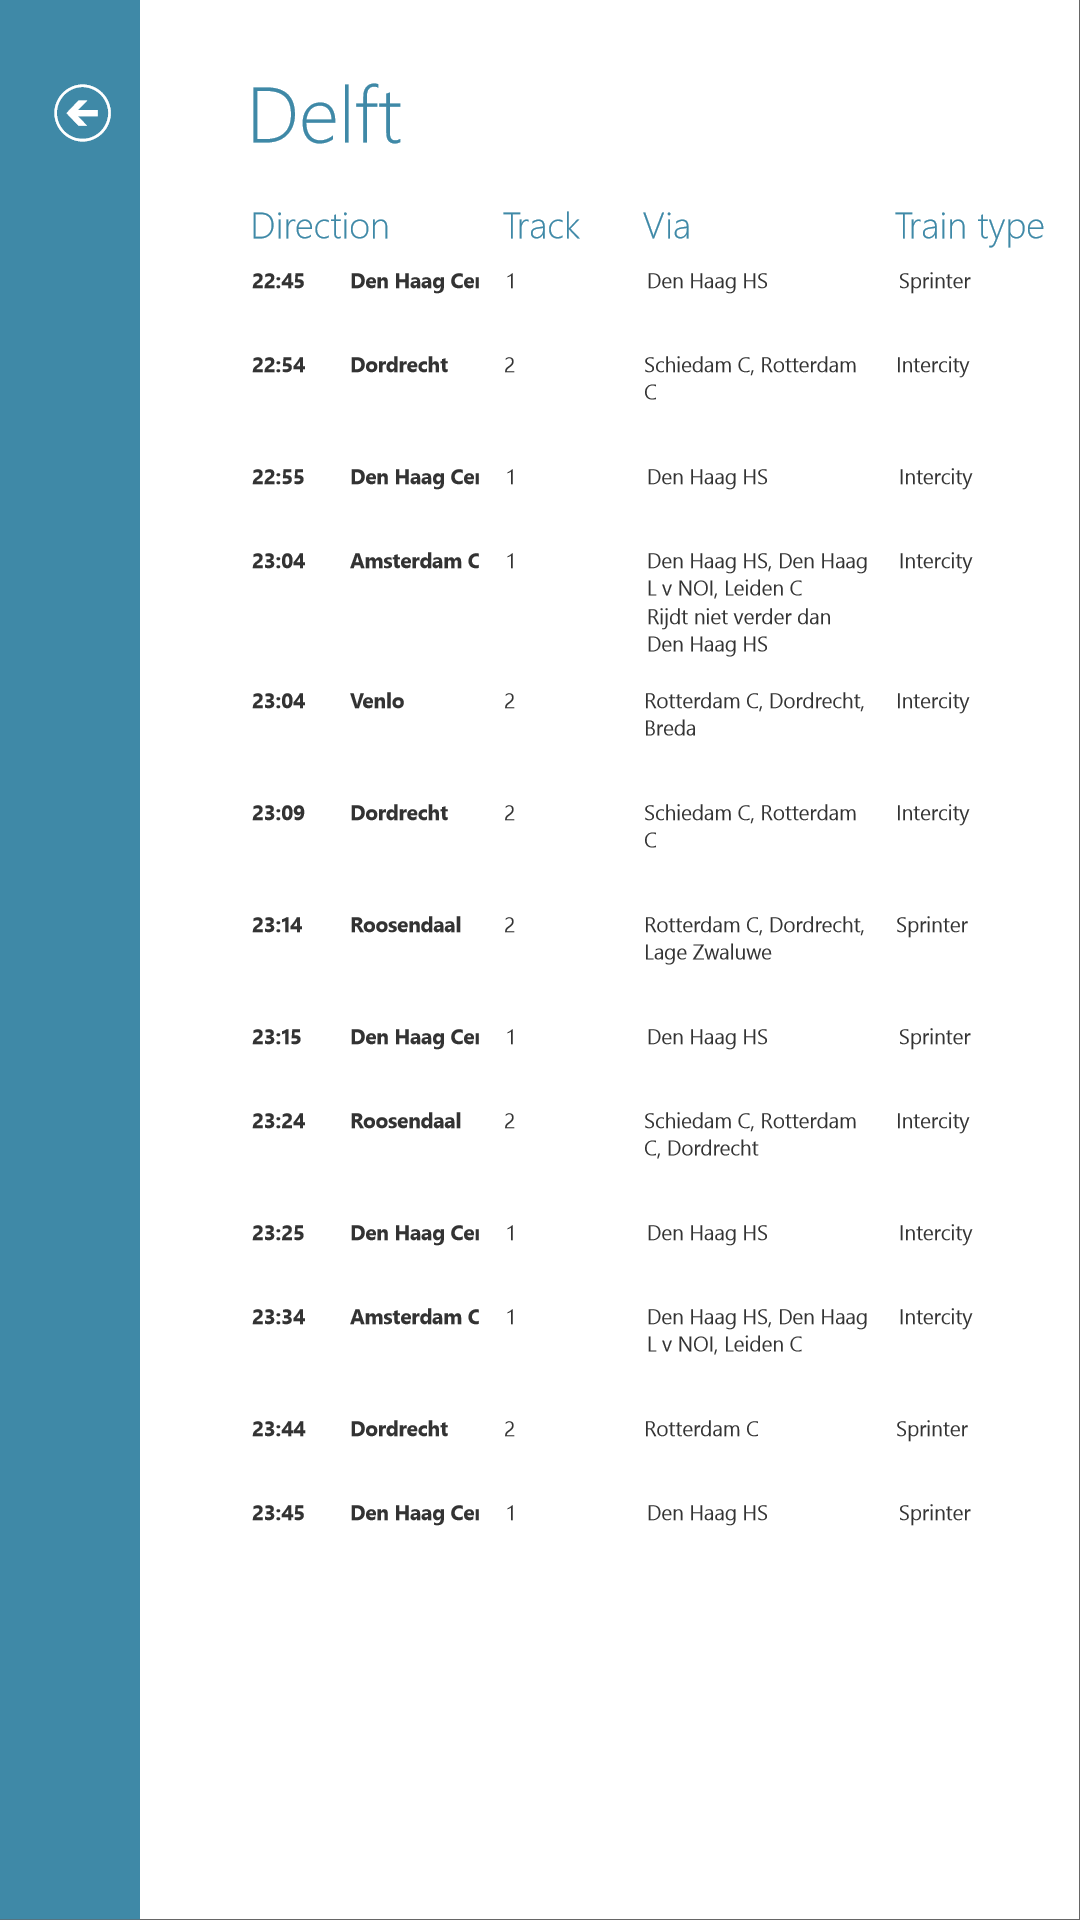 Delft
Direction Track Via Train type
22:45 Den Haag Cer 1 Den Haag HS Sprinter
22:54 Dordrecht 2 Schiedam C, Rotterdam Intercity
C
22:55 Den Haag Cer 1 Den Haag HS Intercity
23:04 Amsterdam C 1 Den Haag HS, Den Haag Intercity
L v NOI, Leiden C
Rijdt niet verder dan
Den Haag HS
23:04 Venlo 2 Rotterdam C, Dordrecht, Intercity
Breda
23:09 Dordrecht 2 Schiedam C, Rotterdam Intercity
C
23:14 Roosendaal 2 Rotterdam C, Dordrecht, Sprinter
Lage Zwaluwe
23:15 Den Haag Cer 1 Den Haag HS Sprinter
23:24 Roosendaal 2 Schiedam C, Rotterdam Intercity
C, Dordrecht
23:25 Den Haag Cer 1 Den Haag HS Intercity
23:34 Amsterdam C 1 Den Haag HS, Den Haag Intercity
L v NOI, Leiden C
23:44 Dordrecht 2 Rotterdam C Sprinter
23:45 Den Haag Cer 1 Den Haag HS Sprinter